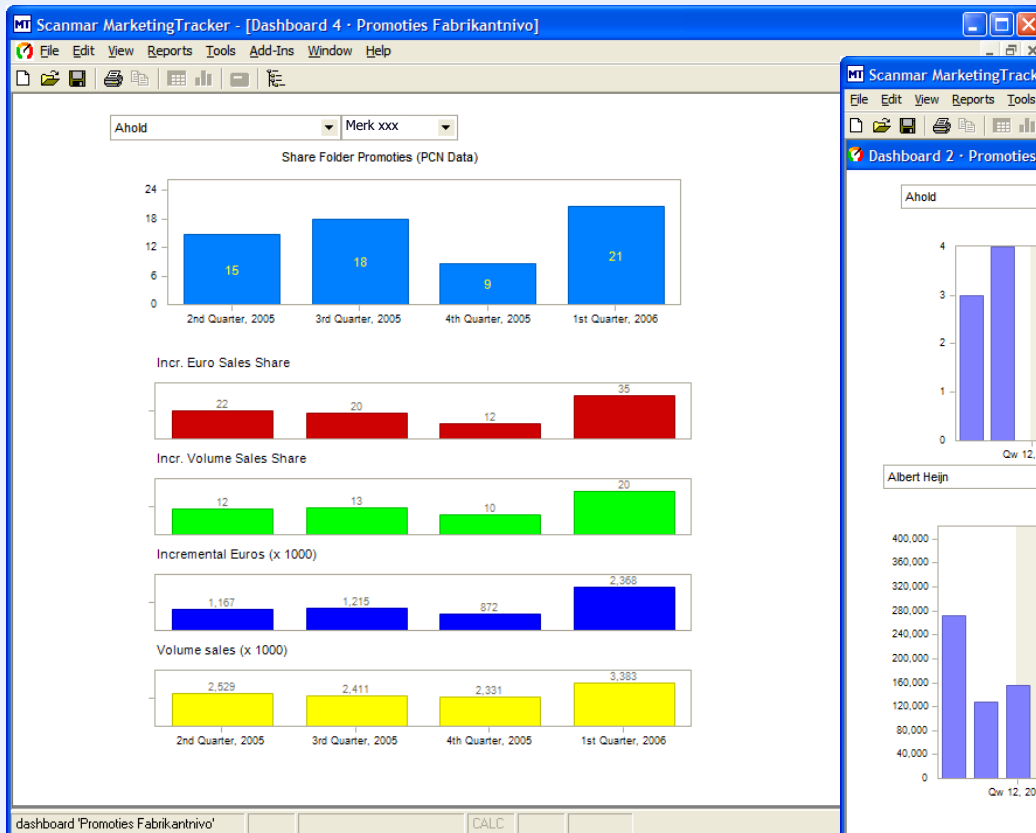 Scanmar MarketingTracker - [Dashboard 4 · Promoties Fabrikantnivo]
File Edit View Reports Tools Add-Ins Window Help
Ahold Merk xxx
Share Folder Promoties (PCN Data)
24
18
12
6
0
15 18 9 21
2nd Quarter, 2005 3rd Quarter, 2005 4th Quarter, 2005 1st Quarter, 2006
Incr. Euro Sales Share
22 20 12 35
Incr. Volume Sales Share
12 13 10 20
Incremental Euros (x 1000)
1,167 1,215 872 2,368
Volume sales (x 1000)
2,529 2,411 2,331 3,383
2nd Quarter, 2005 3rd Quarter, 2005 4th Quarter, 2005 1st Quarter, 2006
dashboard 'Promoties Fabrikantnivo' CALC
MT Scanmar MarketingTrack
File Edit View Reports Tools
Dashboard 2 · Promoties
Ahold
4
3
2
1
0
Qw 12,
Albert Heijn
400,000
360,000
320,000
280,000
240,000
200,000
160,000
120,000
80,000
40,000
0
Qw 12, 20